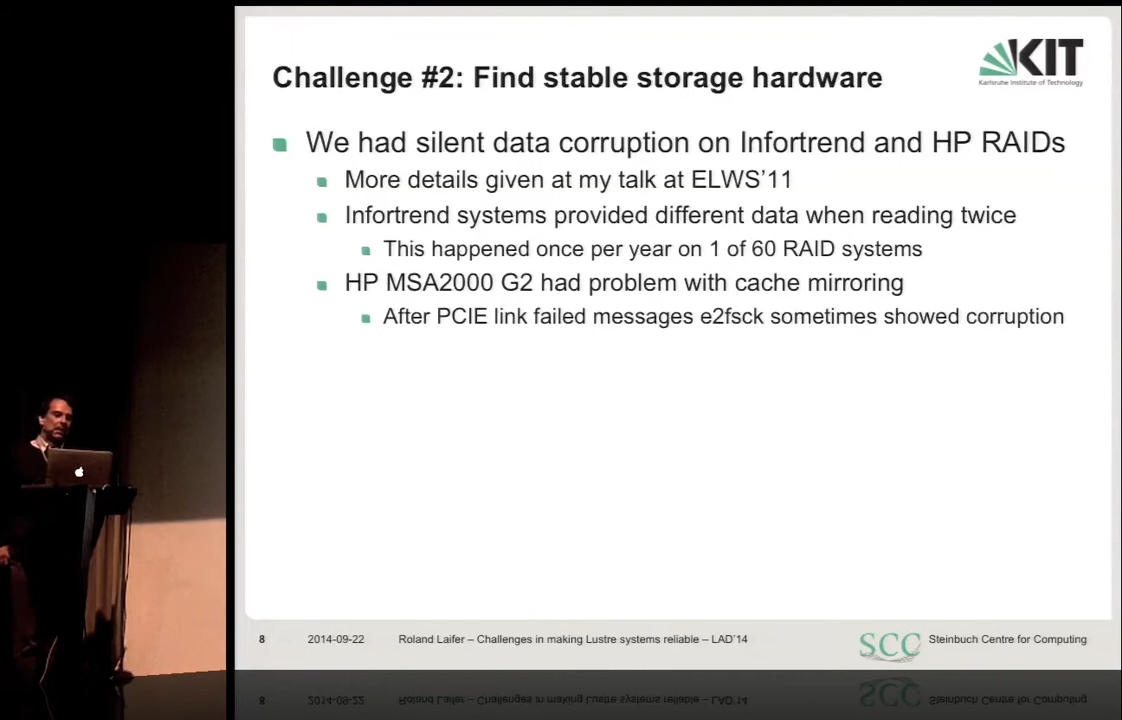 Challenge #2: Find stable storage hardware
KIT
Karlsruhe Institute of Technology
We had silent data corruption on Infortrend and HP RAIDs
More details given at my talk at ELWS’11
Infortrend systems provided different data when reading twice
This happened once per year on 1 of 60 RAID systems
HP MSA2000 G2 had problem with cache mirroring
After PCIE link failed messages e2fsck sometimes showed corruption
8 2014-09-22 Roland Laifer – Challenges in making Lustre systems reliable – LAD’14 SCC Steinbuch Centre for Computing